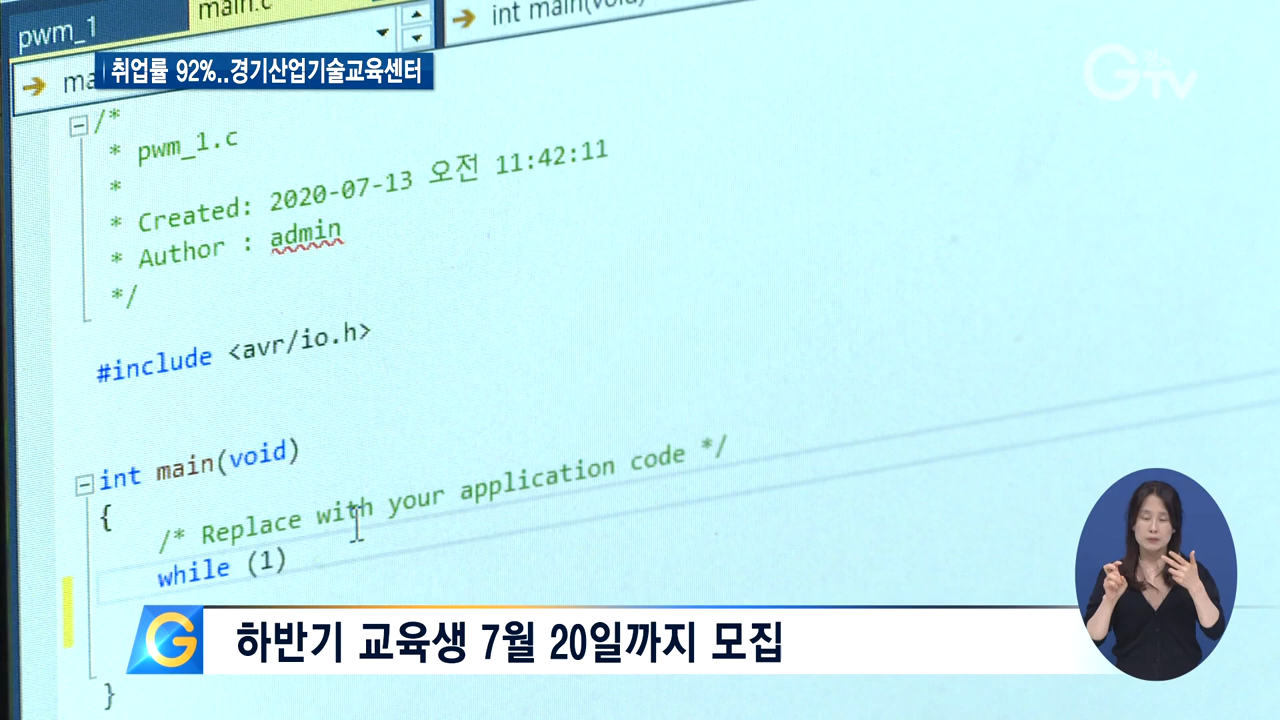 pwm_1
main.c
int main(void)
ma
취업률 92%..경기산업기술교육센터
GTV
/*
* pwm_1.c
*
* Created: 2020-07-13 오전 11:42:11
* Author : admin
*/
#include <avr/io.h>
int main(void)
{
/* Replace with your application code */
while (1)
}
G 하반기 교육생 7월 20일까지 모집